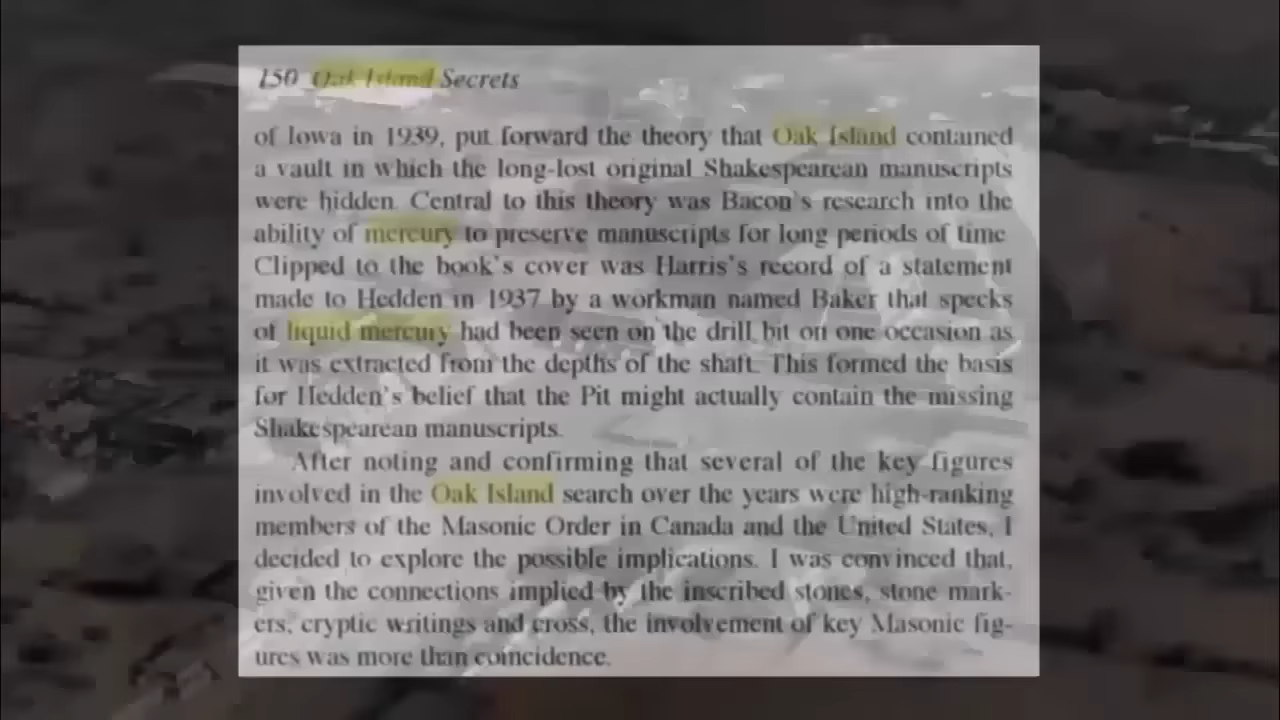 150 Oak Island Secrets
of Iowa in 1939, put forward the theory that Oak Island contained
a vault in which the long-lost original Shakespearean manuscripts
were hidden. Central to this theory was Bacon's research into the
ability of mercury to preserve manuscripts for long periods of time
Clipped to the book's cover was Harris's record of a statement
made to Hedden in 1937 by a workman named Baker that specks
of liquid mercury had been seen on the drill bit on one occasion as
it was extracted from the depths of the shaft. This formed the basis
for Hedden's belief that the Pit might actually contain the missing
Shakespearean manuscripts.
After noting and confirming that several of the key figures
involved in the Oak Island search over the years were high-ranking
members of the Masonic Order in Canada and the United States, I
decided to explore the possible implications. I was convinced that,
given the connections implied by the inscribed stones, stone mark-
ers, cryptic writings and cross, the involvement of key Masonic fig-
ures was more than coincidence.